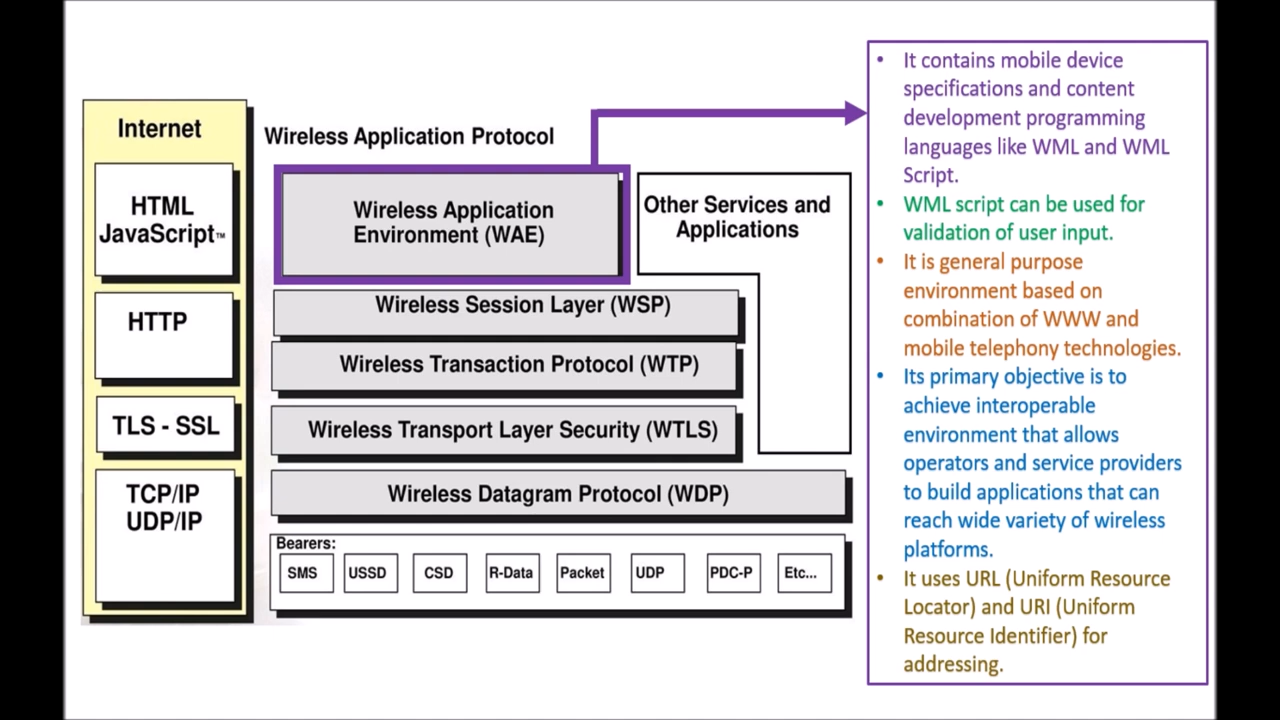 Internet
HTML
JavaScript™
HTTP
TLS - SSL
TCP/IP
UDP/IP
Wireless Application Protocol
Wireless Application
Environment (WAE)
Other Services and
Applications
Wireless Session Layer (WSP)
Wireless Transaction Protocol (WTP)
Wireless Transport Layer Security (WTLS)
Wireless Datagram Protocol (WDP)
Bearers:
SMS USSD CSD R-Data Packet UDP PDC-P Etc...
• It contains mobile device
specifications and content
development programming
languages like WML and WML
Script.
• WML script can be used for
validation of user input.
• It is general purpose
environment based on
combination of WWW and
mobile telephony technologies.
• Its primary objective is to
achieve interoperable
environment that allows
operators and service providers
to build applications that can
reach wide variety of wireless
platforms.
• It uses URL (Uniform Resource
Locator) and URI (Uniform
Resource Identifier) for
addressing.